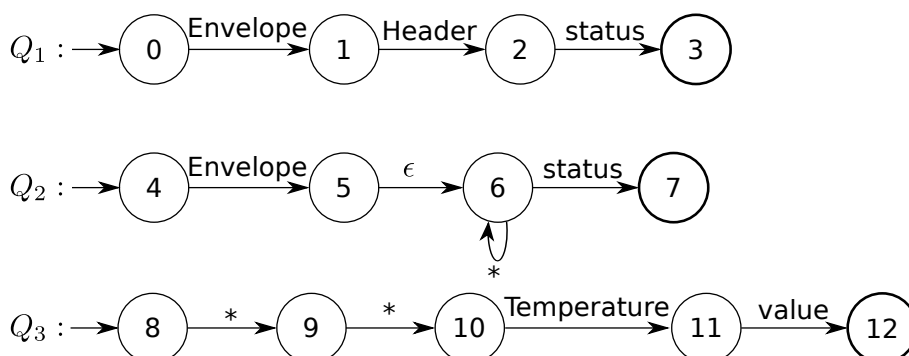 Q1 : 0 Envelope 1 Header 2 status 3
Q2 : 4 Envelope 5 ϵ 6 status 7
*
Q3 : 8 * 9 * 10 Temperature 11 value 12